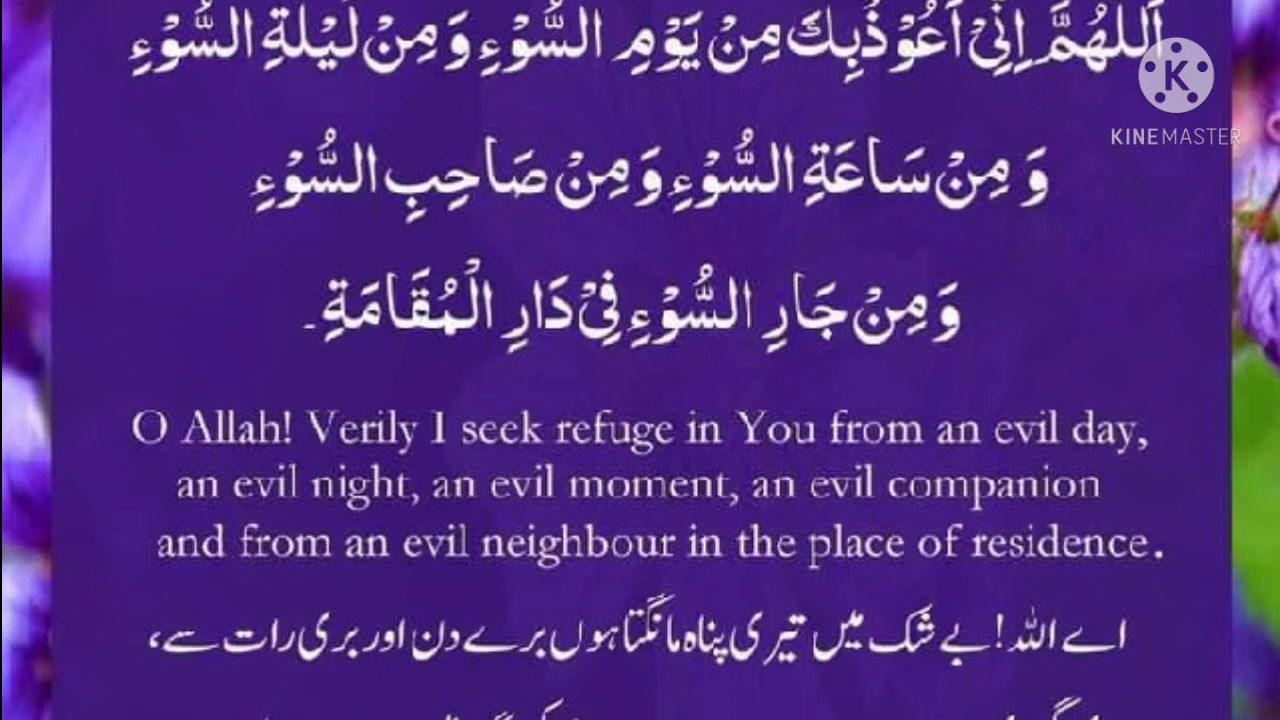 اَللّٰهُمَّ اِنِّیْ اَعُوْذُبِكَ مِنْ یَوْمِ السُّوْءِ وَ مِنْ لَیْلَةِ السُّوْءِ
K
KINEMASTER
وَ مِنْ سَاعَةِ السُّوْءِ وَ مِنْ صَاحِبِ السُّوْءِ
وَ مِنْ جَارِ السُّوْءِ فِیْ دَارِ الْمُقَامَةِ۔
O Allah! Verily I seek refuge in You from an evil day,
an evil night, an evil moment, an evil companion
and from an evil neighbour in the place of residence.
اے اللہ! بے شک میں تیری پناہ مانگتا ہوں برے دن اور بری رات سے،